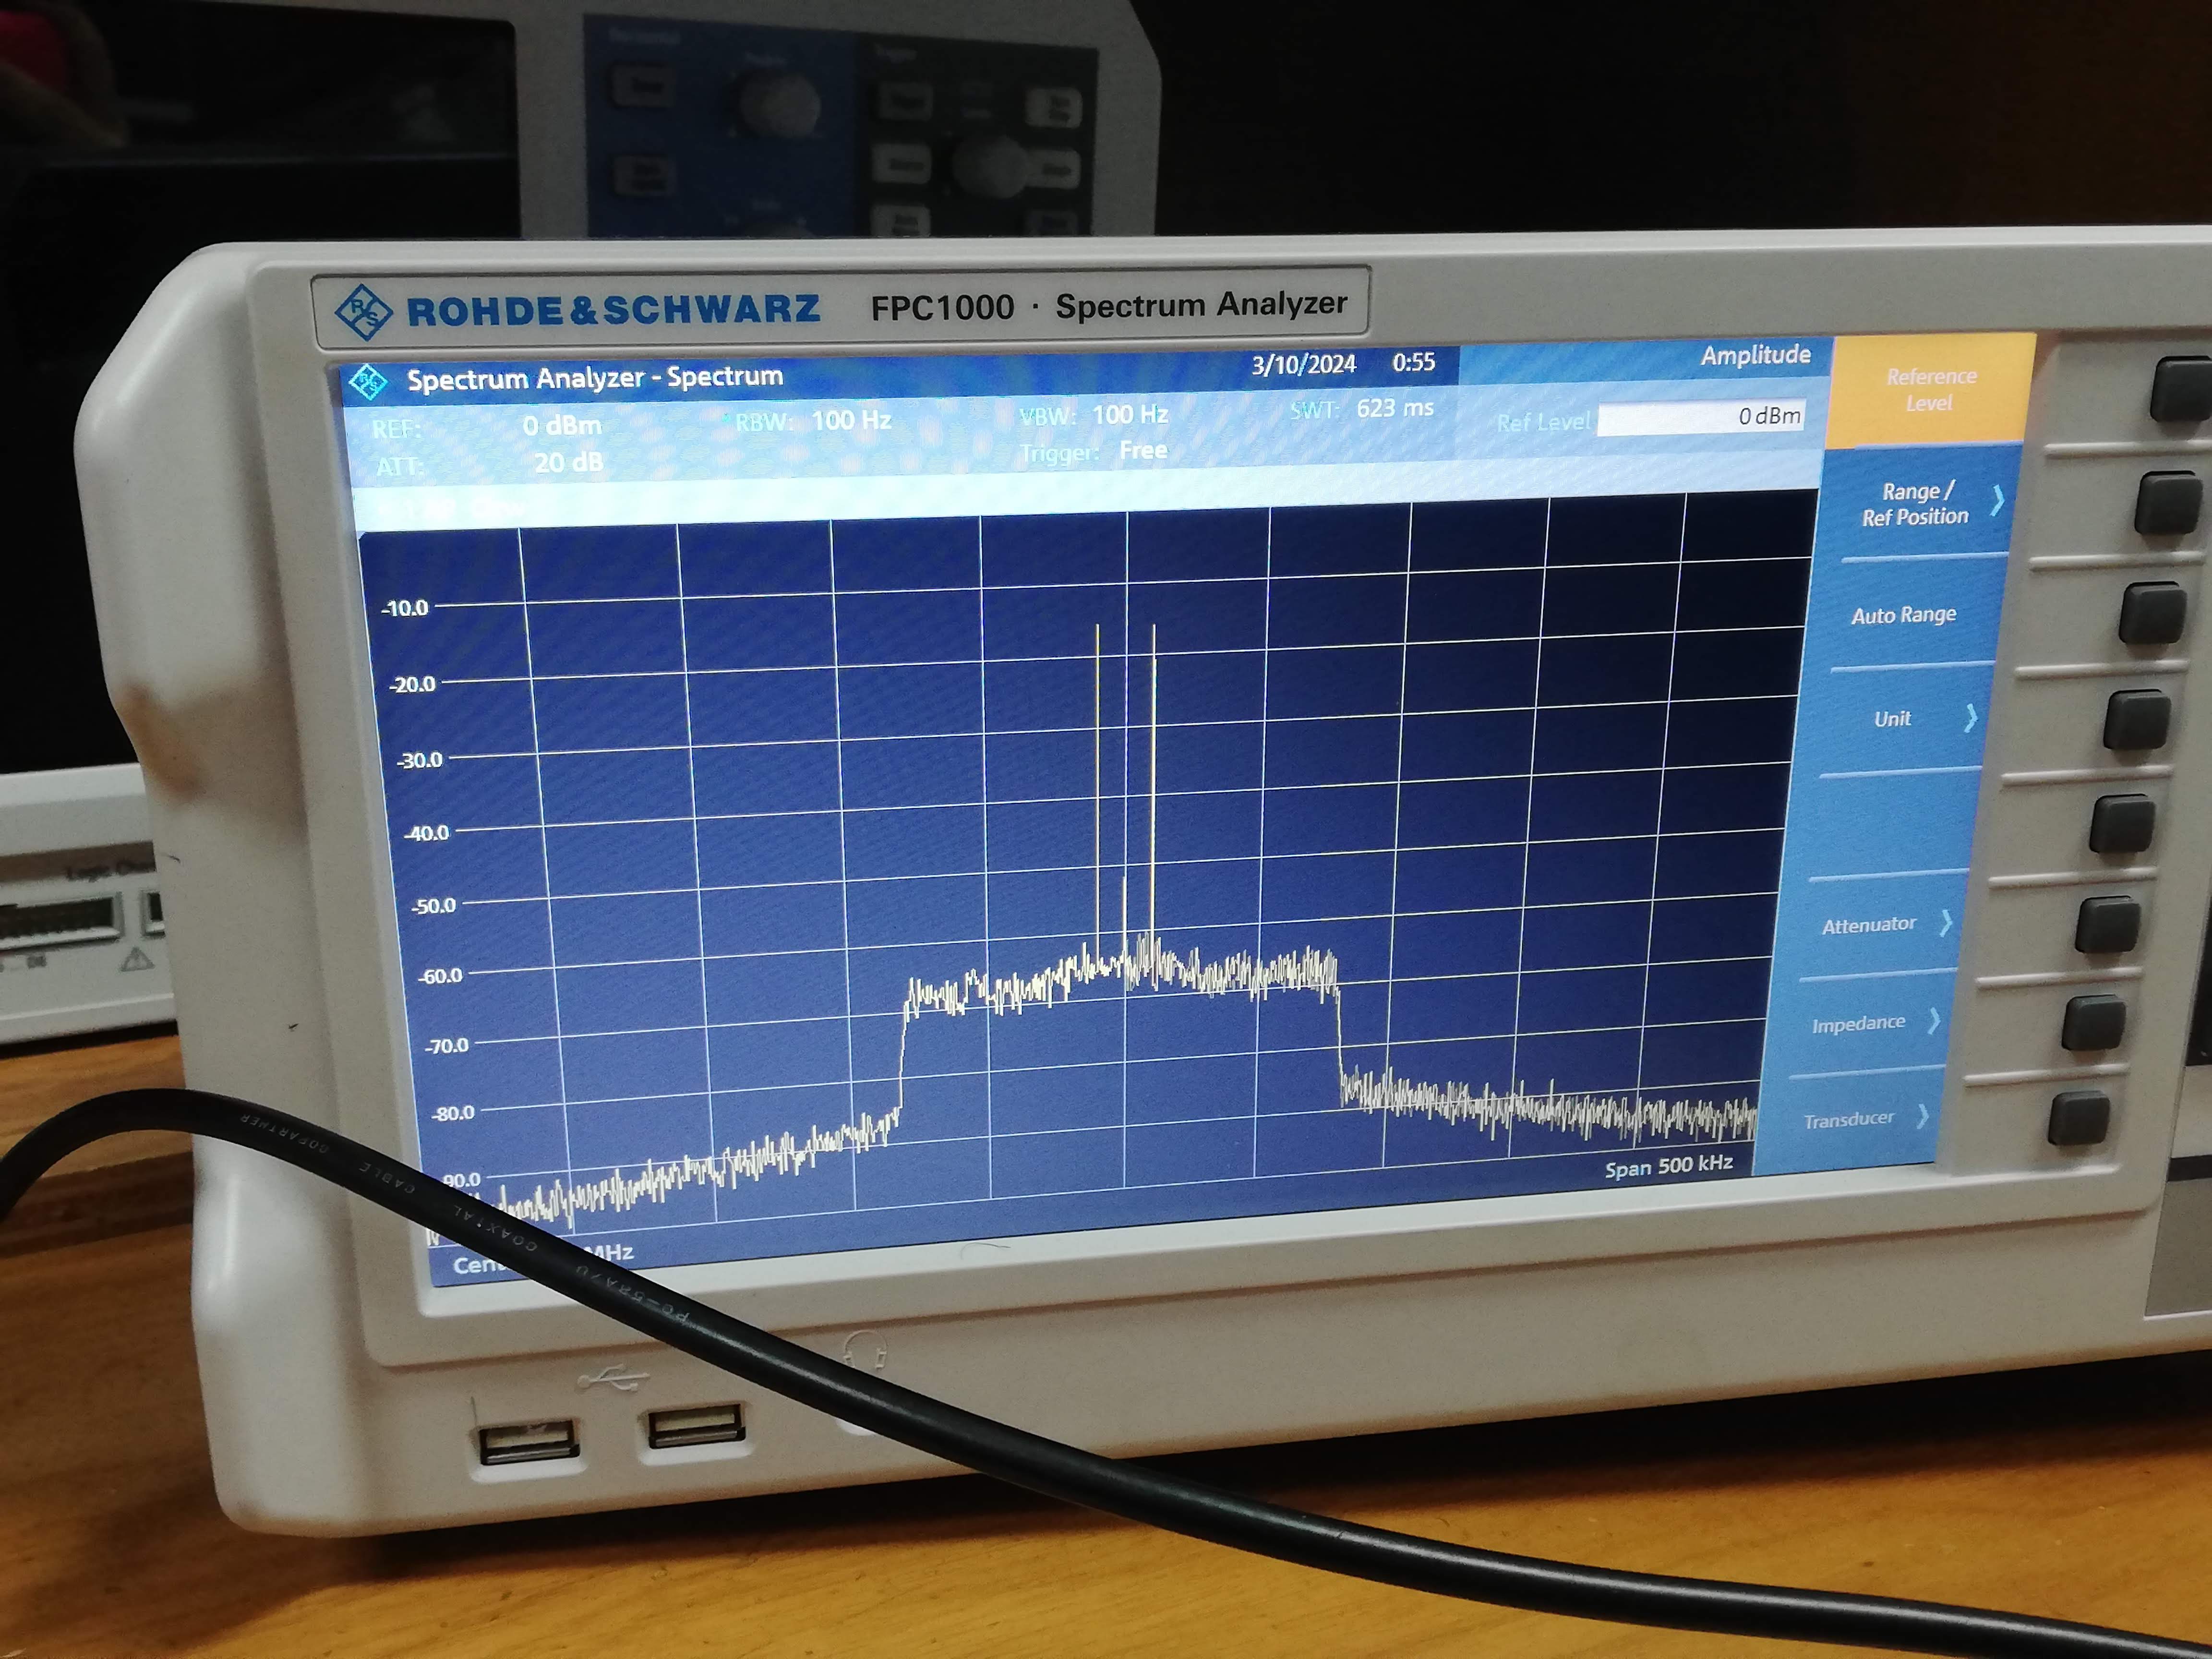 ROHDE&SCHWARZ FPC1000 · Spectrum Analyzer
Spectrum Analyzer - Spectrum 3/10/2024 0:55 Amplitude
REF: 0 dBm RBW: 100 Hz VBW: 100 Hz SWT: 623 ms Ref Level 0 dBm
ATT: 20 dB Trigger: Free
Reference
Level
Range /
Ref Position
Auto Range
Unit
Attenuator
Impedance
Transducer
-10.0
-20.0
-30.0
-40.0
-50.0
-60.0
-70.0
-80.0
90.0
Span 500 kHz
Cen MHz
COAXIAL CABLE